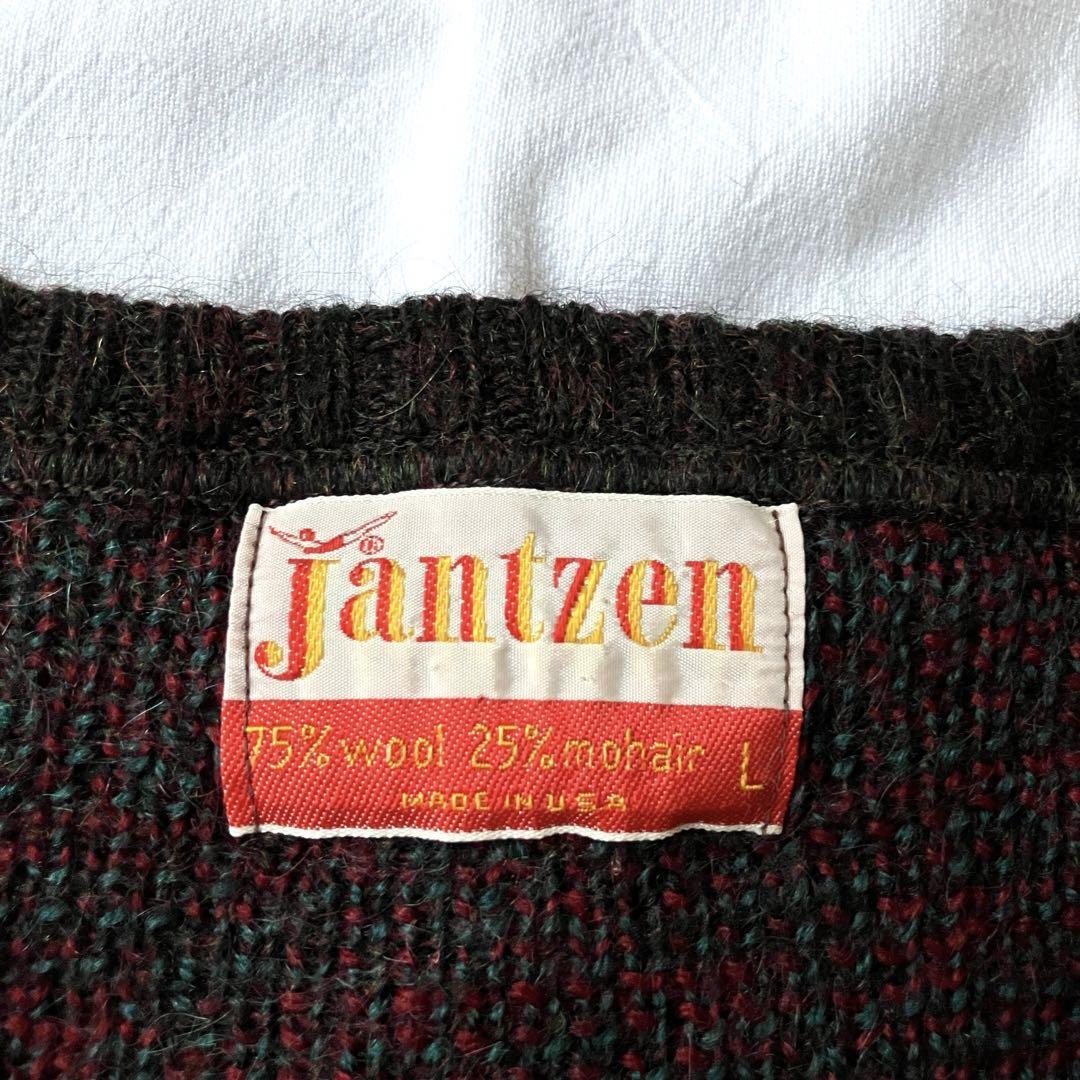 Jantzen
75% wool 25% mohair L
MADE IN U S A